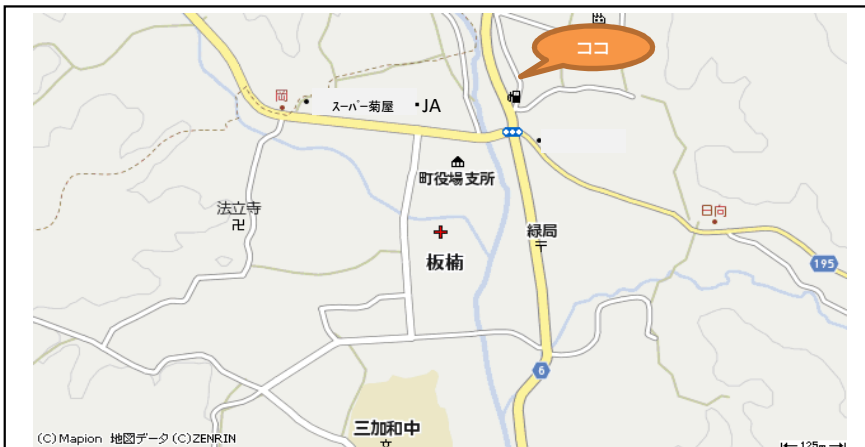 ココ
岡
スーパー菊屋
・JA
町役場支所
法立寺
日向
緑局
板楠
195
6
三加和中
(C)Mapion 地図データ(C)ZENRIN
125m